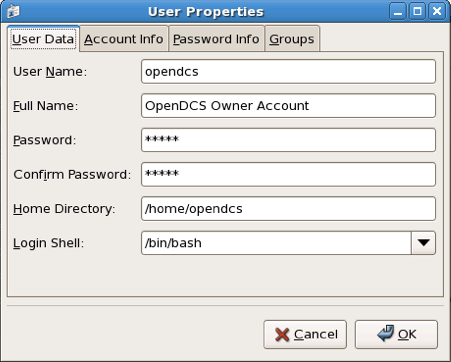 User Properties
User Data Account Info Password Info Groups
User Name: opendcs
Full Name: OpenDCS Owner Account
Password: *****
Confirm Password: *****
Home Directory: /home/opendcs
Login Shell: /bin/bash
Cancel OK